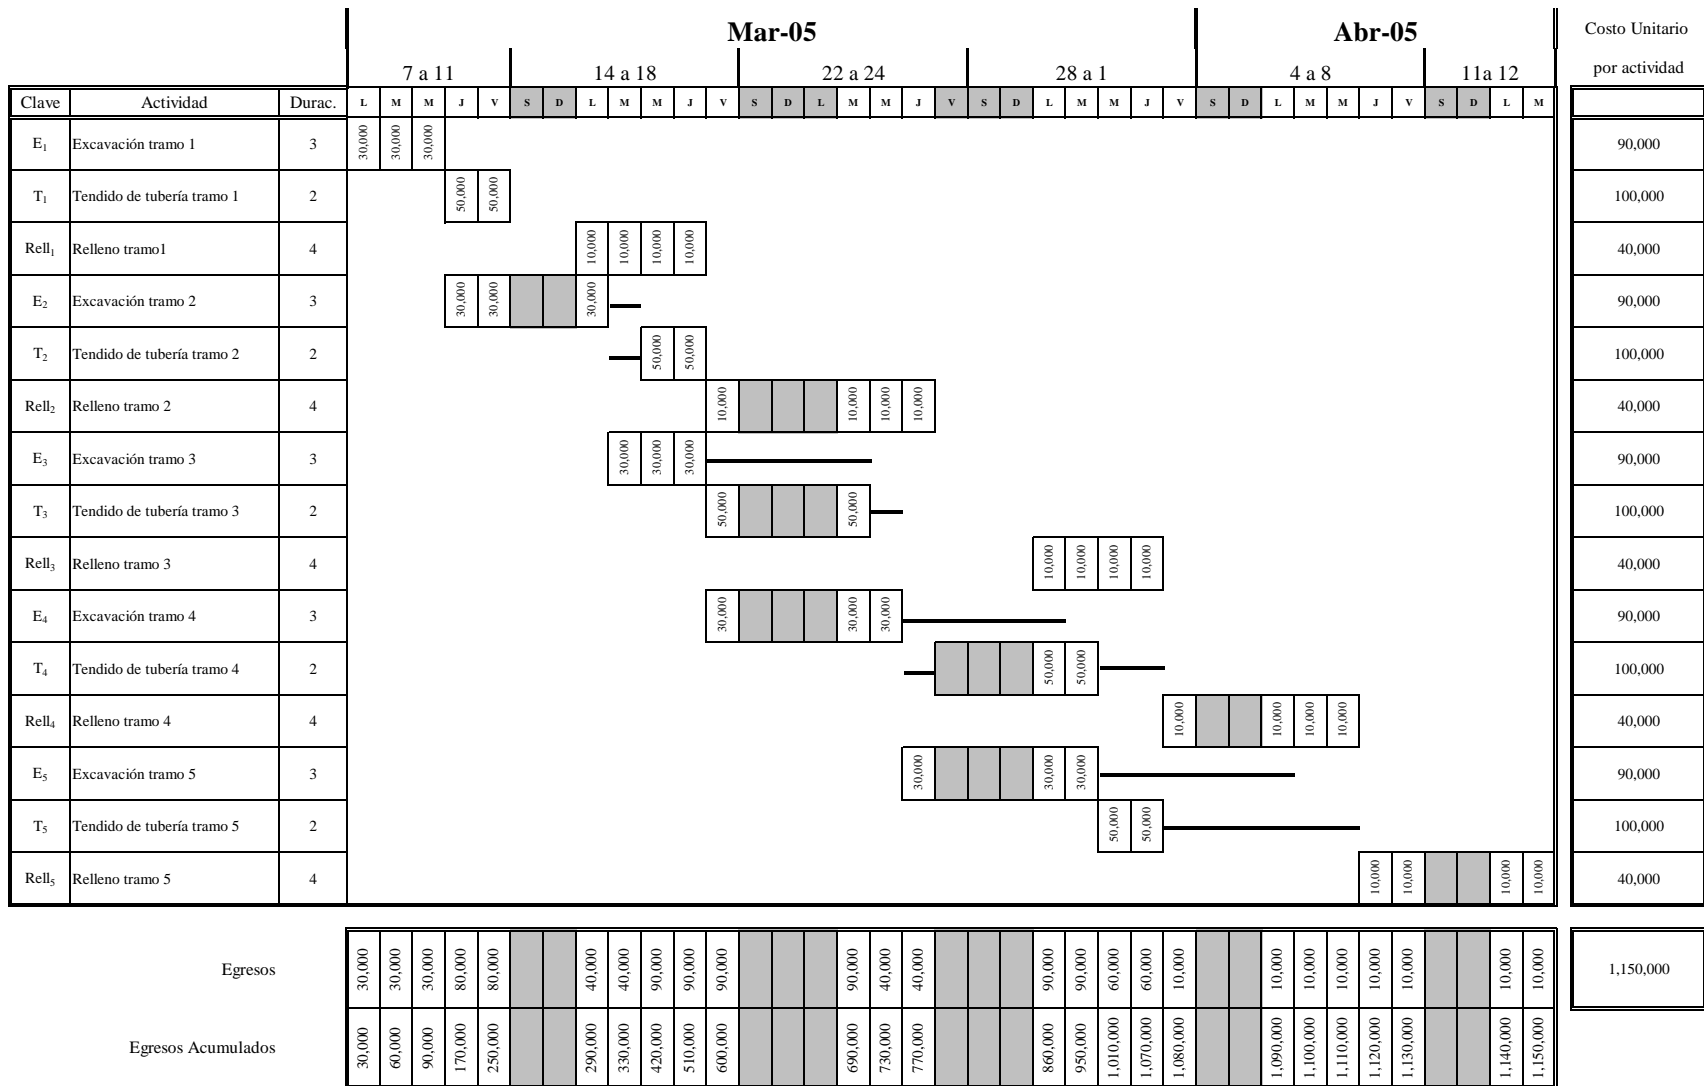 Mar-05 Abr-05 Costo Unitario
7 a 11 14 a 18 22 a 24 28 a 1 4 a 8 11a 12 por actividad
Clave Actividad Durac. L M M J V S D L M M J V S D L M M J V S D L M M J V S D L M M J V S D L M
E1 Excavación tramo 1 3 30,000 30,000 30,000 90,000
T1 Tendido de tubería tramo 1 2 50,000 50,000 100,000
Rell1 Relleno tramo1 4 10,000 10,000 10,000 10,000 40,000
E2 Excavación tramo 2 3 30,000 30,000 30,000 90,000
T2 Tendido de tubería tramo 2 2 50,000 50,000 100,000
Rell2 Relleno tramo 2 4 10,000 10,000 10,000 10,000 40,000
E3 Excavación tramo 3 3 30,000 30,000 30,000 90,000
T3 Tendido de tubería tramo 3 2 50,000 50,000 100,000
Rell3 Relleno tramo 3 4 10,000 10,000 10,000 10,000 40,000
E4 Excavación tramo 4 3 30,000 30,000 30,000 90,000
T4 Tendido de tubería tramo 4 2 50,000 50,000 100,000
Rell4 Relleno tramo 4 4 10,000 10,000 10,000 10,000 40,000
E5 Excavación tramo 5 3 30,000 30,000 30,000 90,000
T5 Tendido de tubería tramo 5 2 50,000 50,000 100,000
Rell5 Relleno tramo 5 4 10,000 10,000 10,000 10,000 40,000
Egresos 30,000 30,000 30,000 80,000 80,000 40,000 40,000 90,000 90,000 90,000 90,000 40,000 40,000 90,000 90,000 60,000 60,000 10,000 10,000 10,000 10,000 10,000 10,000 10,000 10,000 1,150,000
Egresos Acumulados 30,000 60,000 90,000 170,000 250,000 290,000 330,000 420,000 510,000 600,000 690,000 730,000 770,000 860,000 950,000 1,010,000 1,070,000 1,080,000 1,090,000 1,100,000 1,110,000 1,120,000 1,130,000 1,140,000 1,150,000